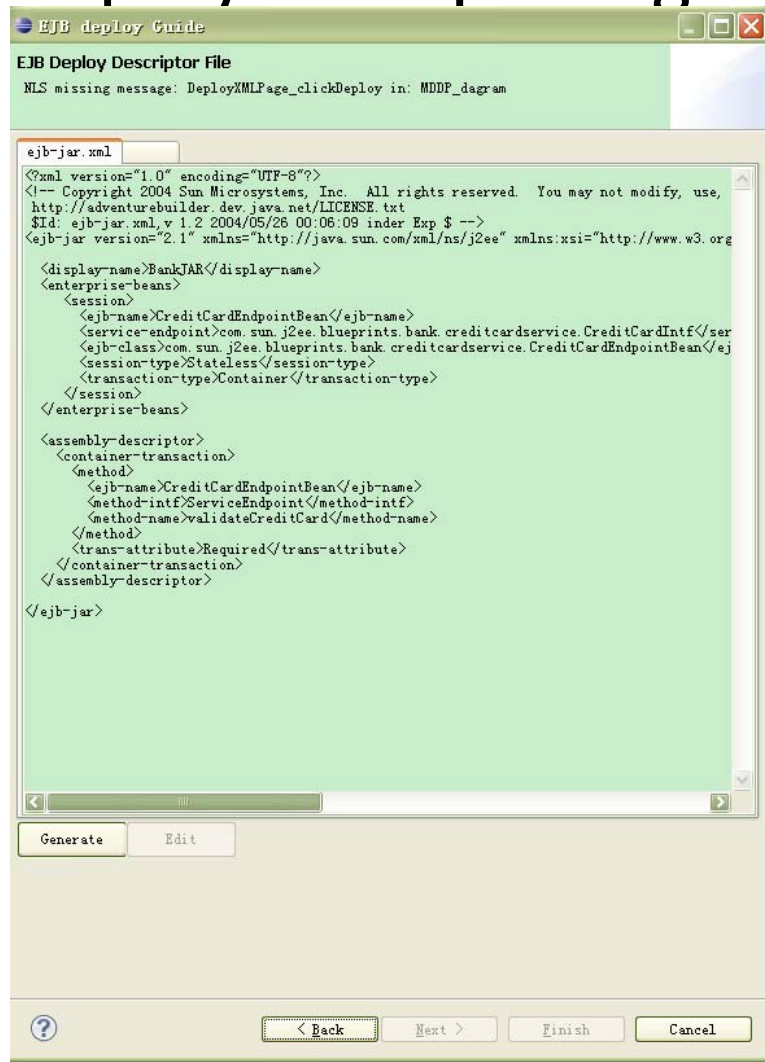 EJB deploy Guide
EJB Deploy Descriptor File
NLS missing message: DeployXMLPage_clickDeploy in: MDDP_dagram
ejb-jar.xml
<?xml version="1.0" encoding="UTF-8"?>
<!-- Copyright 2004 Sun Microsystems, Inc.  All rights reserved.  You may not modify, use,
http://adventurebuilder.dev.java.net/LICENSE.txt
$Id: ejb-jar.xml,v 1.2 2004/05/26 00:06:09 inder Exp $ -->
<ejb-jar version="2.1" xmlns="http://java.sun.com/xml/ns/j2ee" xmlns:xsi="http://www.w3.org
<display-name>BankJAR</display-name>
<enterprise-beans>
<session>
<ejb-name>CreditCardEndpointBean</ejb-name>
<service-endpoint>com.sun.j2ee.blueprints.bank.creditcardservice.CreditCardIntf</ser
<ejb-class>com.sun.j2ee.blueprints.bank.creditcardservice.CreditCardEndpointBean</ej
<session-type>Stateless</session-type>
<transaction-type>Container</transaction-type>
</session>
</enterprise-beans>
<assembly-descriptor>
<container-transaction>
<method>
<ejb-name>CreditCardEndpointBean</ejb-name>
<method-intf>ServiceEndpoint</method-intf>
<method-name>validateCreditCard</method-name>
</method>
<trans-attribute>Required</trans-attribute>
</container-transaction>
</assembly-descriptor>
</ejb-jar>
Generate Edit
< Back Next > Finish Cancel